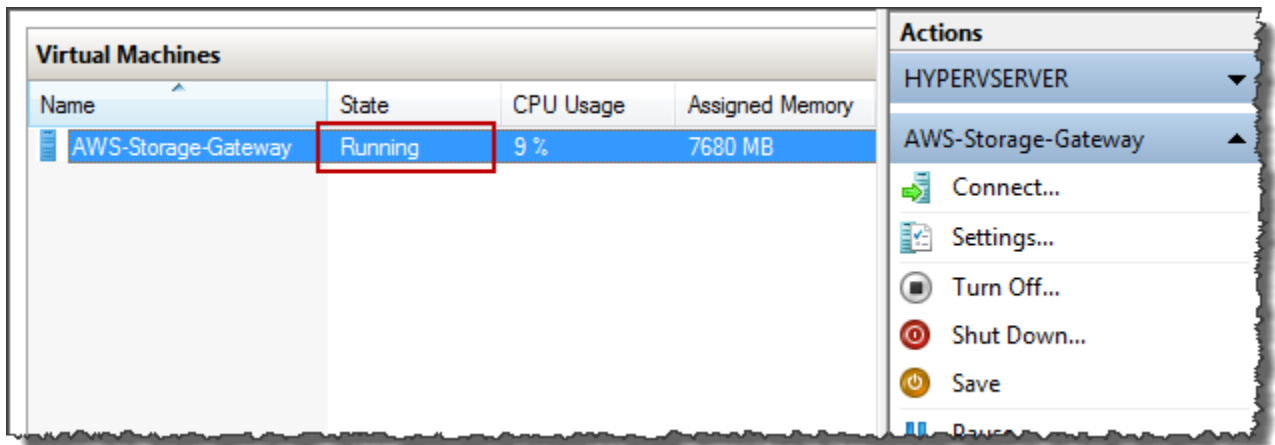 Virtual Machines
Name State CPU Usage Assigned Memory
AWS-Storage-Gateway Running 9 % 7680 MB
Actions
HYPERVSERVER
AWS-Storage-Gateway
Connect...
Settings...
Turn Off...
Shut Down...
Save